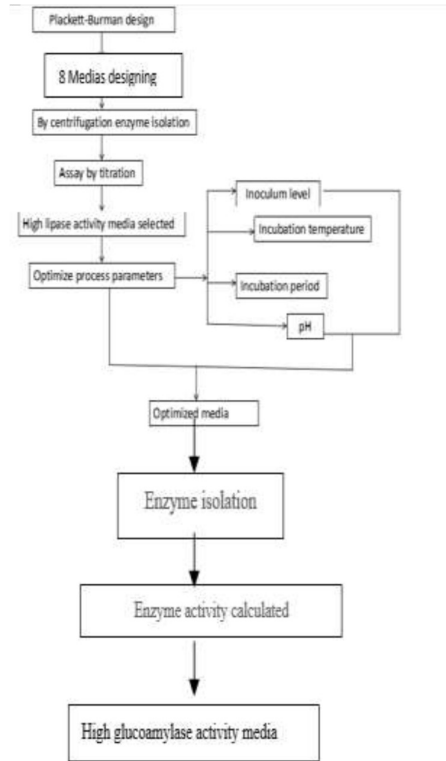 Plackett-Burman design
8 Medias designing
By centrifugation enzyme isolation
Assay by titration
High lipase activity media selected
Optimize process parameters
Inoculum level
Incubation temperature
Incubation period
pH
Optimized media
Enzyme isolation
Enzyme activity calculated
High glucoamylase activity media